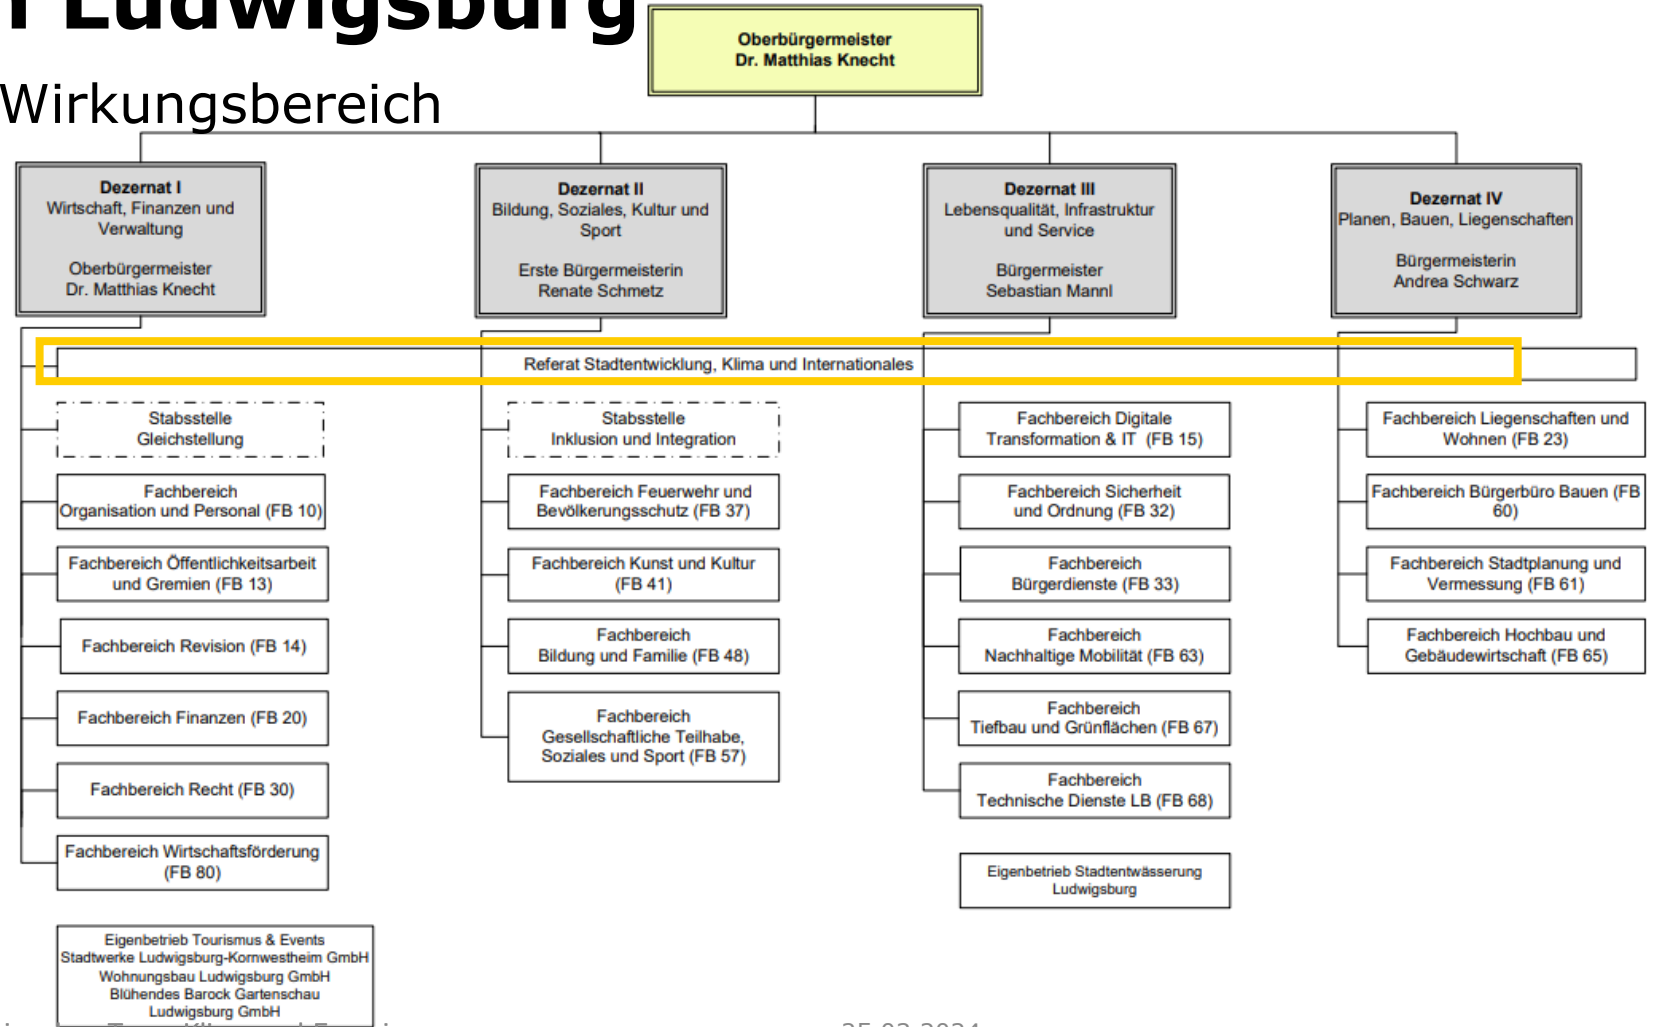 Ludwigsburg
Wirkungsbereich
Oberbürgermeister
Dr. Matthias Knecht
Dezernat I
Wirtschaft, Finanzen und
Verwaltung
Oberbürgermeister
Dr. Matthias Knecht
Dezernat II
Bildung, Soziales, Kultur und
Sport
Erste Bürgermeisterin
Renate Schmetz
Dezernat III
Lebensqualität, Infrastruktur
und Service
Bürgermeister
Sebastian Mannl
Dezernat IV
Planen, Bauen, Liegenschaften
Bürgermeisterin
Andrea Schwarz
Referat Stadtentwicklung, Klima und Internationales
Stabsstelle
Gleichstellung
Fachbereich
Organisation und Personal (FB 10)
Fachbereich Öffentlichkeitsarbeit
und Gremien (FB 13)
Fachbereich Revision (FB 14)
Fachbereich Finanzen (FB 20)
Fachbereich Recht (FB 30)
Fachbereich Wirtschaftsförderung
(FB 80)
Eigenbetrieb Tourismus & Events
Stadtwerke Ludwigsburg-Kornwestheim GmbH
Wohnungsbau Ludwigsburg GmbH
Blühendes Barock Gartenschau
Ludwigsburg GmbH
Stabsstelle
Inklusion und Integration
Fachbereich Feuerwehr und
Bevölkerungsschutz (FB 37)
Fachbereich Kunst und Kultur
(FB 41)
Fachbereich
Bildung und Familie (FB 48)
Fachbereich
Gesellschaftliche Teilhabe,
Soziales und Sport (FB 57)
Fachbereich Digitale
Transformation & IT (FB 15)
Fachbereich Sicherheit
und Ordnung (FB 32)
Fachbereich
Bürgerdienste (FB 33)
Fachbereich
Nachhaltige Mobilität (FB 63)
Fachbereich
Tiefbau und Grünflächen (FB 67)
Fachbereich
Technische Dienste LB (FB 68)
Eigenbetrieb Stadtentwässerung
Ludwigsburg
Fachbereich Liegenschaften und
Wohnen (FB 23)
Fachbereich Bürgerbüro Bauen (FB
60)
Fachbereich Stadtplanung und
Vermessung (FB 61)
Fachbereich Hochbau und
Gebäudewirtschaft (FB 65)